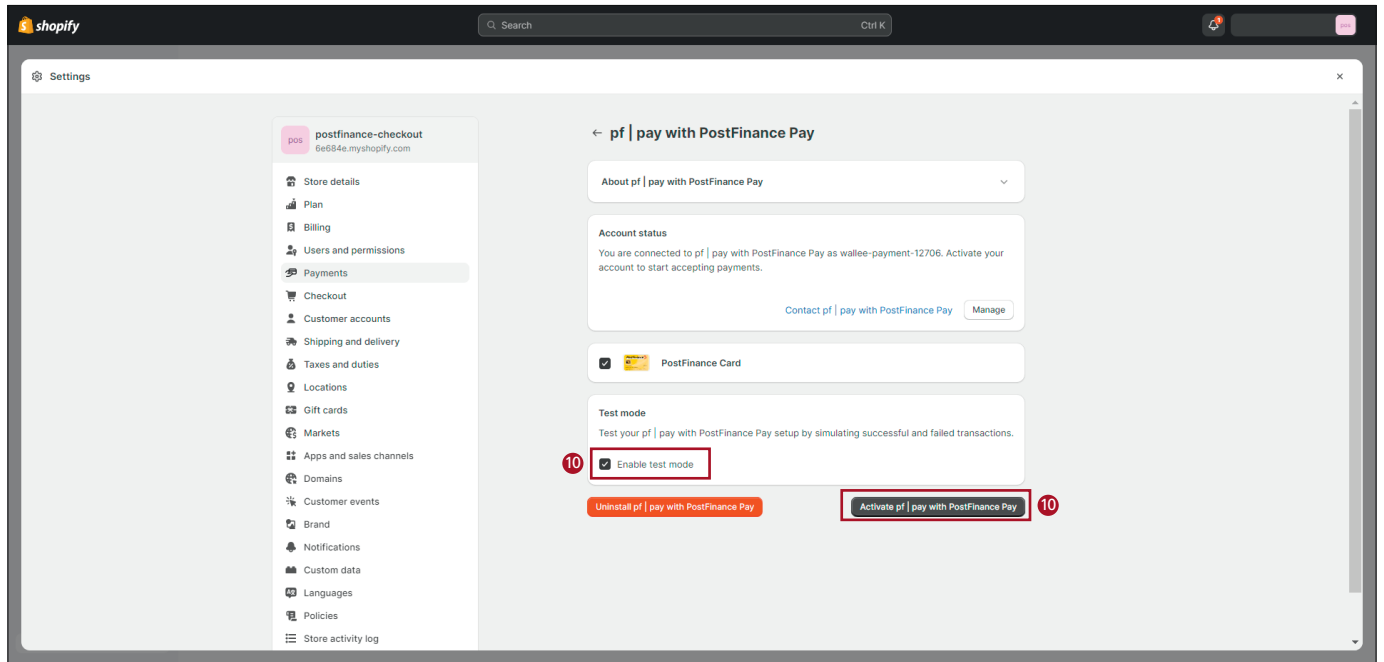 shopify
Search
Ctrl K
1
pos
Settings
pos
postfinance-checkout
6e684e.myshopify.com
Store details
Plan
Billing
Users and permissions
Payments
Checkout
Customer accounts
Shipping and delivery
Taxes and duties
Locations
Gift cards
Markets
Apps and sales channels
Domains
Customer events
Brand
Notifications
Custom data
Languages
Policies
Store activity log
← pf | pay with PostFinance Pay
About pf | pay with PostFinance Pay
Account status
You are connected to pf | pay with PostFinance Pay as wallee-payment-12706. Activate your
account to start accepting payments.
Contact pf | pay with PostFinance Pay
Manage
PostFinance Card
Test mode
Test your pf | pay with PostFinance Pay setup by simulating successful and failed transactions.
10
Enable test mode
Uninstall pf | pay with PostFinance Pay
Activate pf | pay with PostFinance Pay
10